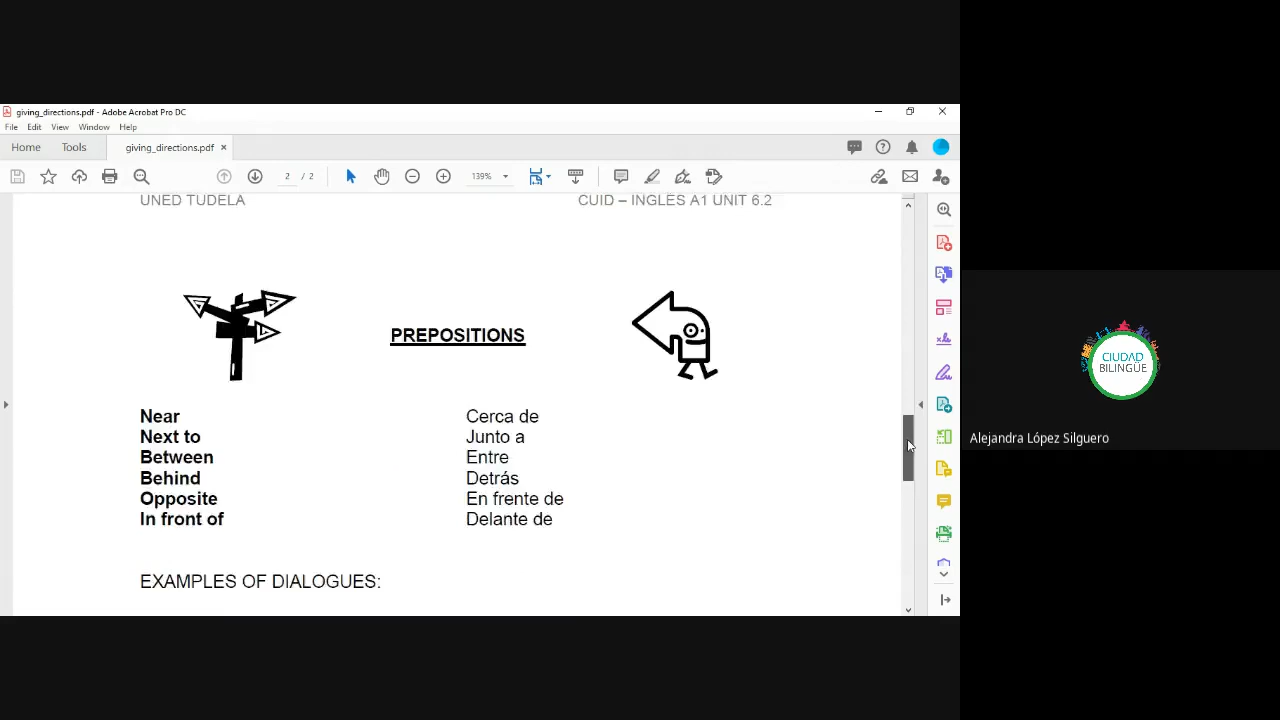 giving_directions.pdf - Adobe Acrobat Pro DC
File Edit View Window Help
Home Tools giving_directions.pdf ×
2 / 2 139%
UNED TUDELA CUID – INGLES A1 UNIT 6.2
PREPOSITIONS
Near Cerca de
Next to Junto a
Between Entre
Behind Detrás
Opposite En frente de
In front of Delante de
EXAMPLES OF DIALOGUES:
CIUDAD
BILINGÜE
Alejandra López Silguero